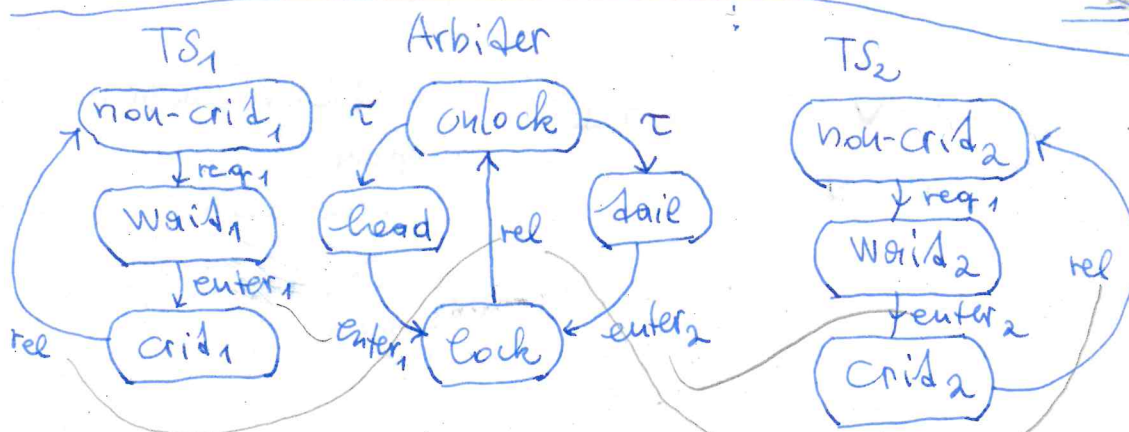 TS₁ Arbiter TS₂
non-crit₁ τ unlock τ non-crit₂
req₁ req₁
wait₁ head rel tail wait₂
enter₁ rel
rel crit₁ enter₁ lock enter₂ enter₂
crit₂